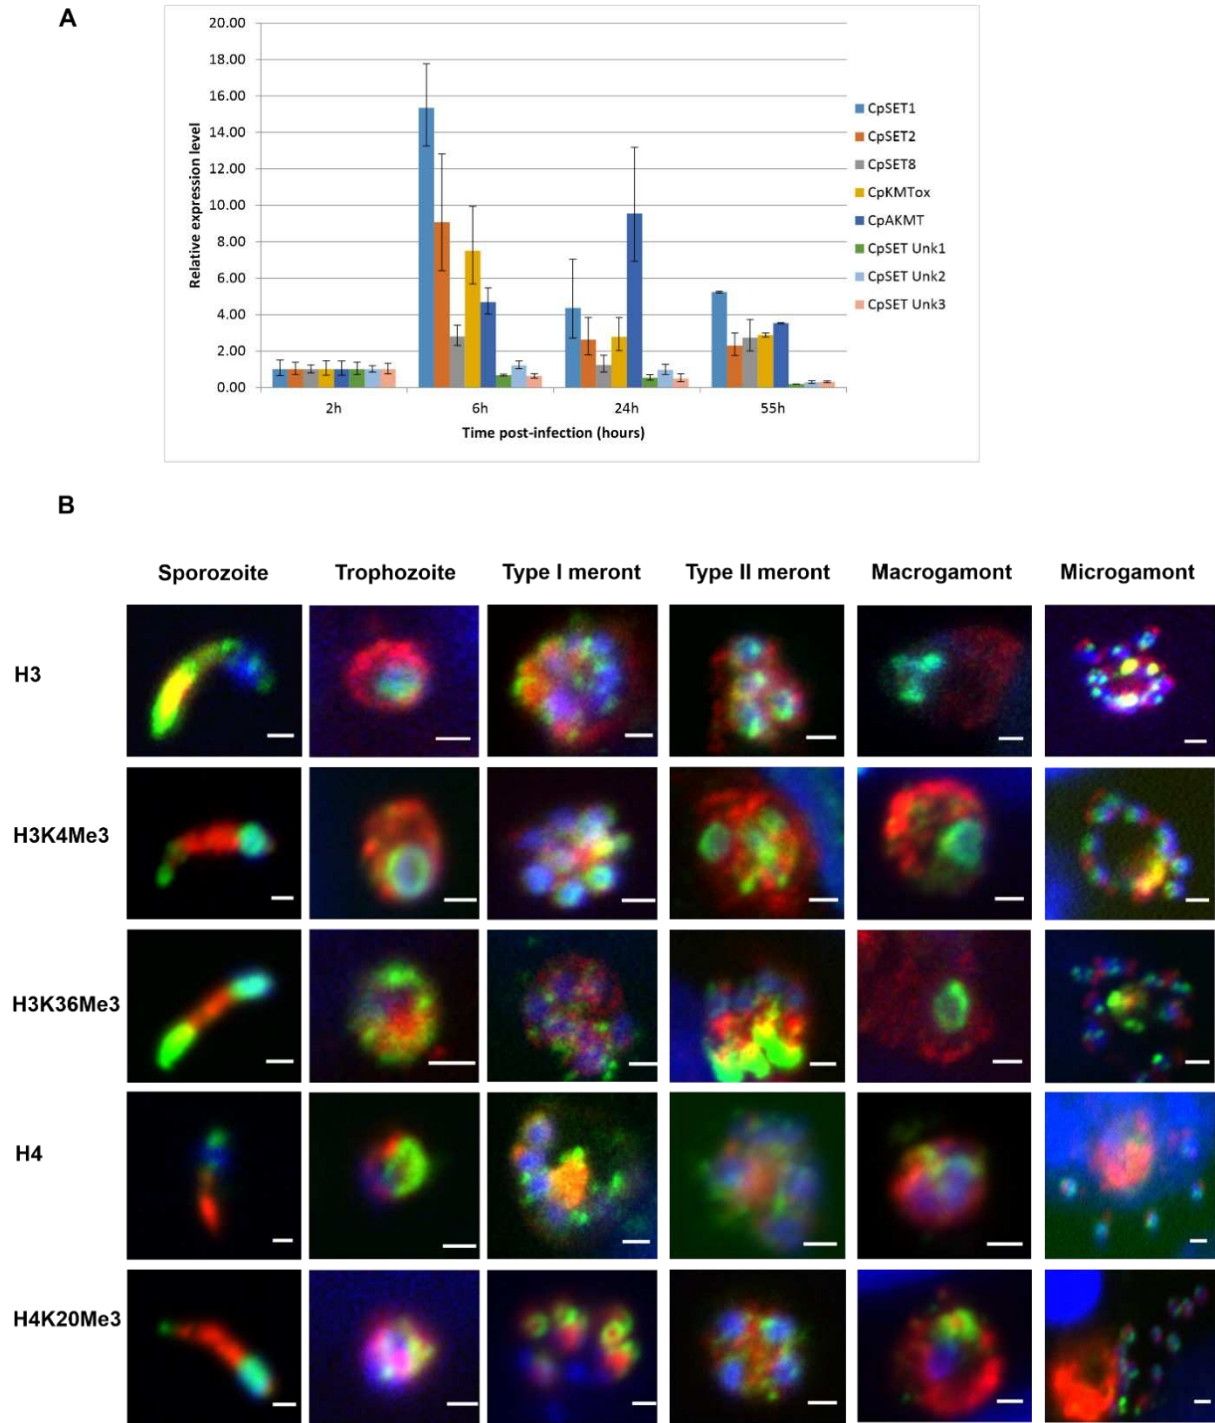 A
20.00
18.00
16.00
14.00
12.00
10.00
8.00
6.00
4.00
2.00
0.00
Relative expression level
2h 6h 24h 55h
Time post-infection (hours)
CpSET1
CpSET2
CpSET8
CpKMTox
CpAKMT
CpSET Unk1
CpSET Unk2
CpSET Unk3
B
Sporozoite Trophozoite Type I meront Type II meront Macrogamont Microgamont
H3
H3K4Me3
H3K36Me3
H4
H4K20Me3